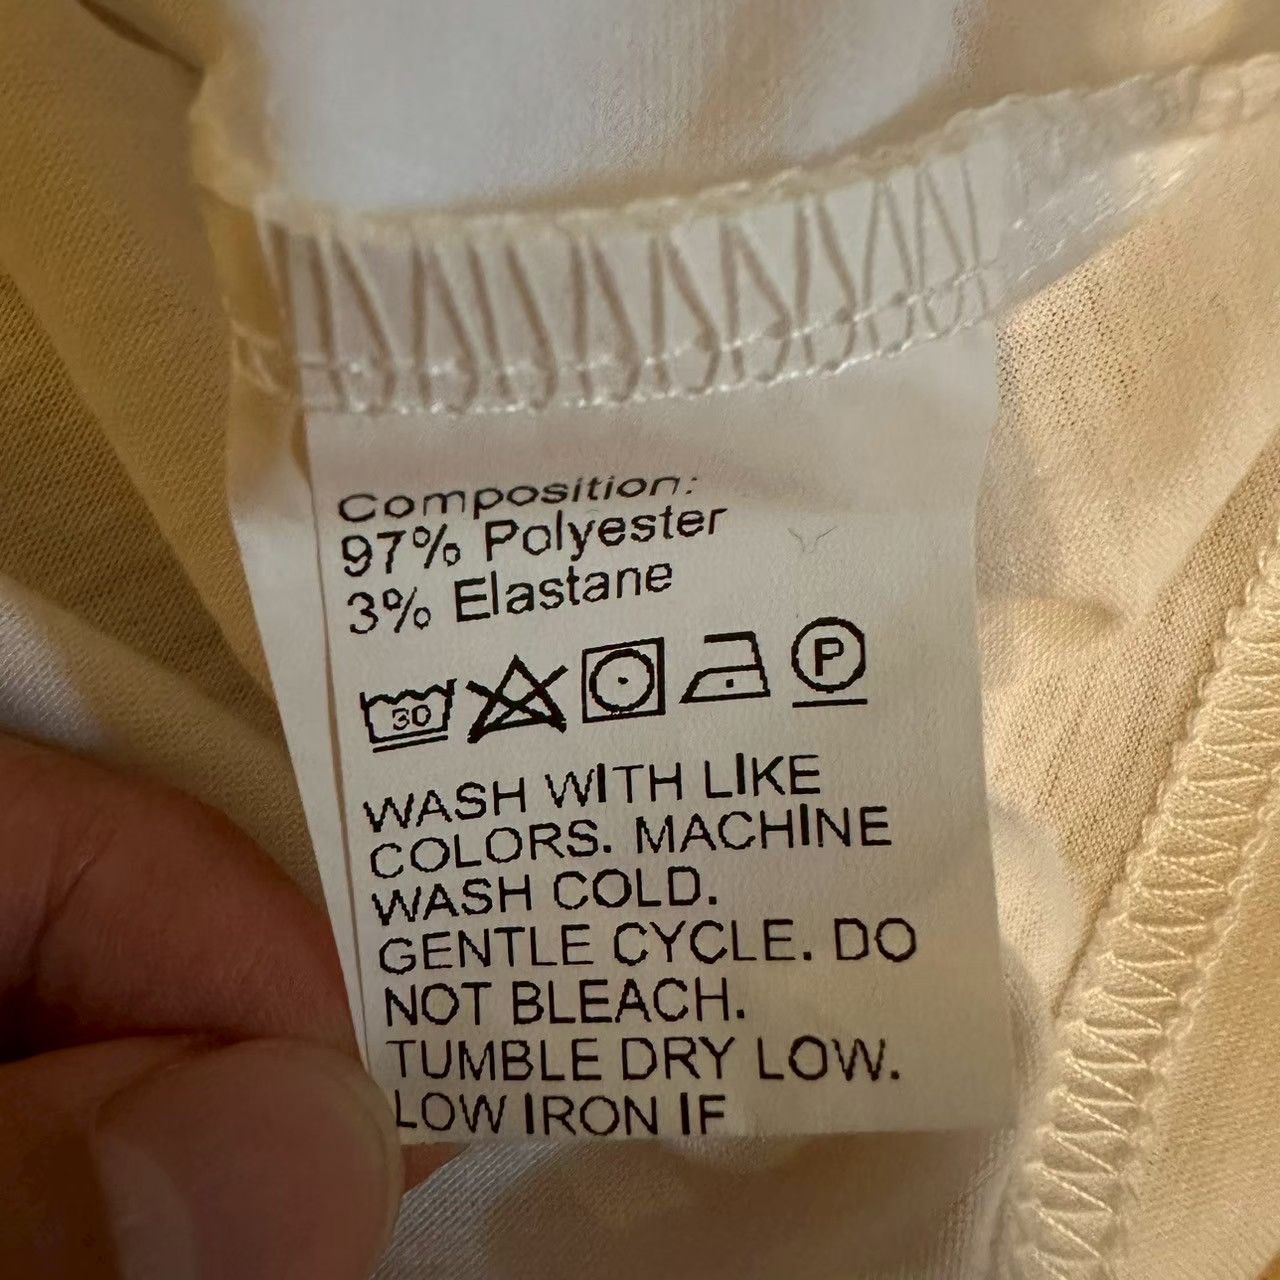 Composition:
97% Polyester
3% Elastane
30 P
WASH WITH LIKE
COLORS. MACHINE
WASH COLD.
GENTLE CYCLE. DO
NOT BLEACH.
TUMBLE DRY LOW.
LOW IRON IF